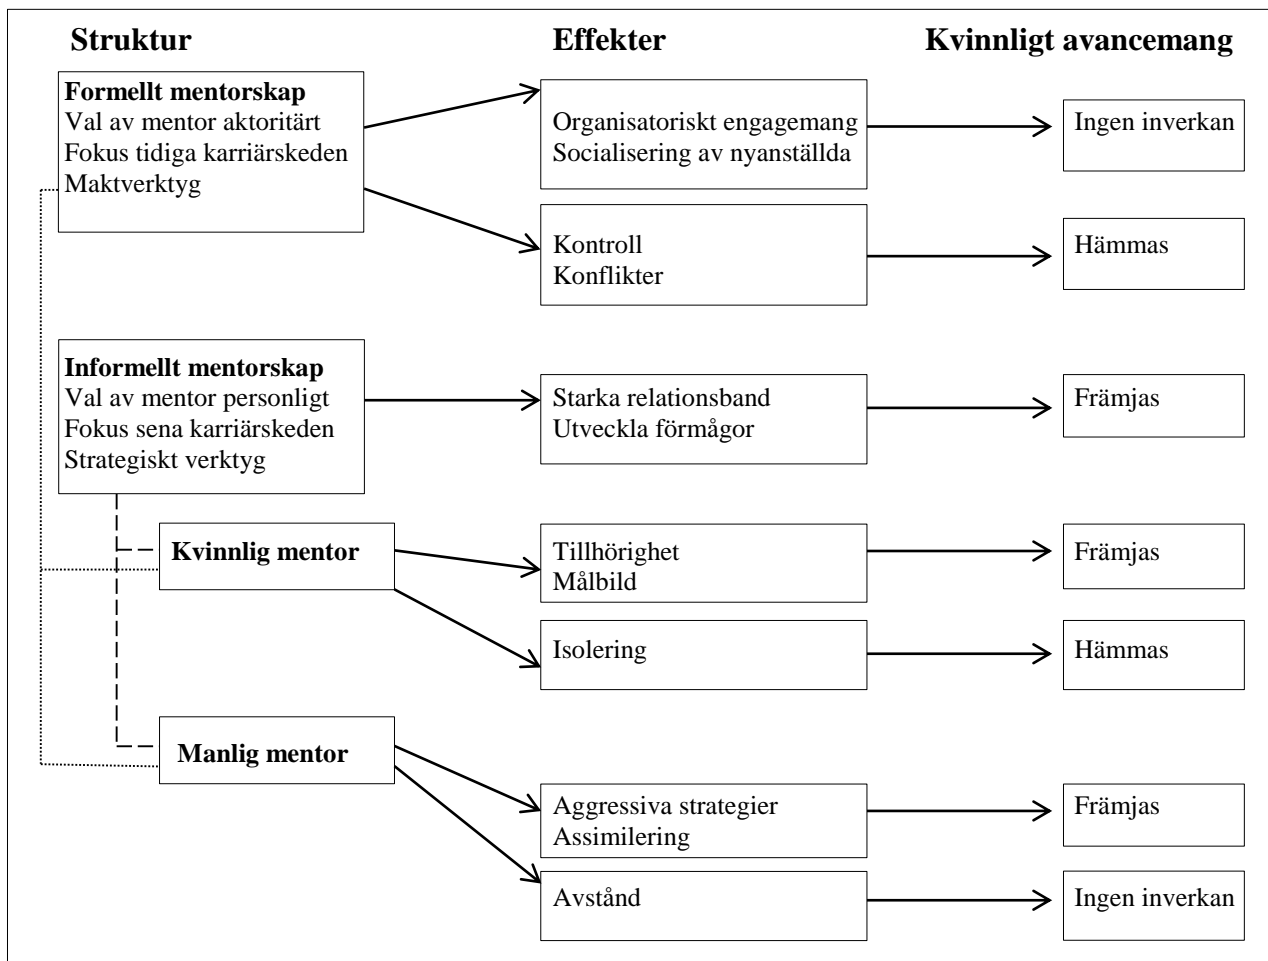 Struktur
Effekter
Kvinnligt avancemang
Formellt mentorskap
Val av mentor aktoritärt
Fokus tidiga karriärskeden
Maktverktyg
Organisatoriskt engagemang
Socialisering av nyanställda
Ingen inverkan
Kontroll
Konflikter
Hämmas
Informellt mentorskap
Val av mentor personligt
Fokus sena karriärskeden
Strategiskt verktyg
Starka relationsband
Utveckla förmågor
Främjas
Kvinnlig mentor
Tillhörighet
Målbild
Främjas
Isolering
Hämmas
Manlig mentor
Aggressiva strategier
Assimilering
Främjas
Avstånd
Ingen inverkan